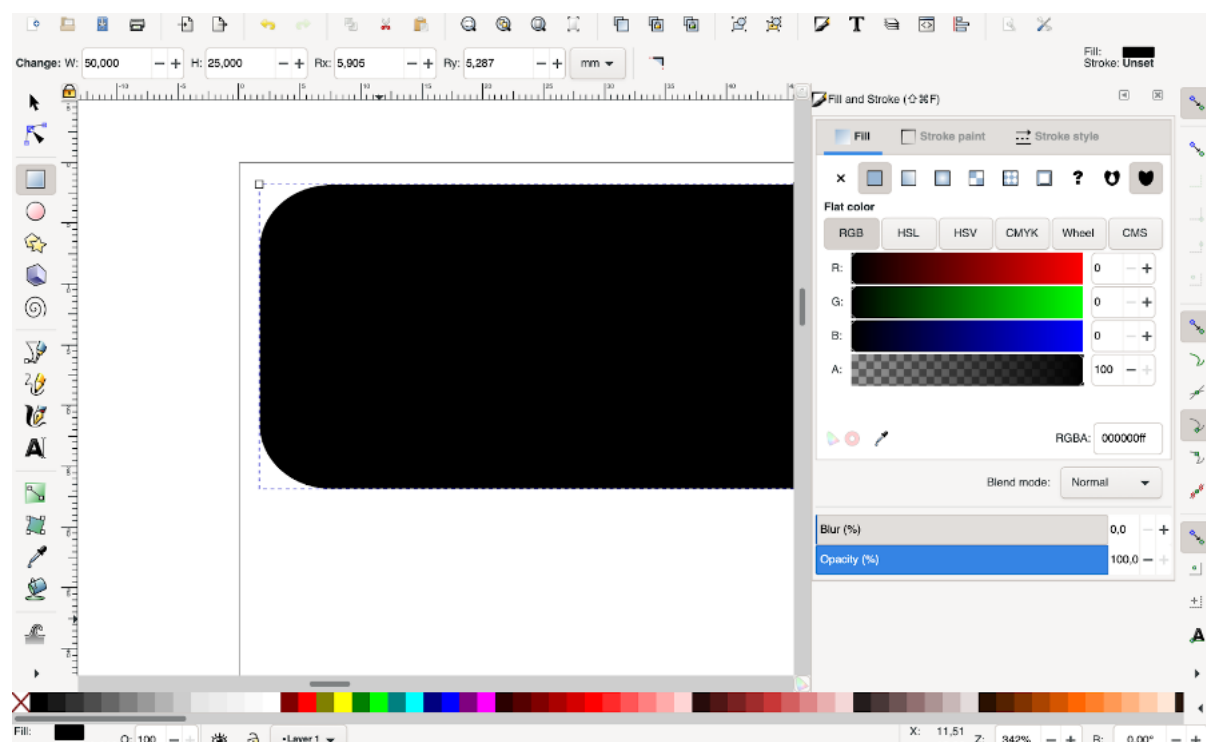 Change: W: 50,000 − + H: 25,000 − + Rx: 5,905 − + Ry: 5,287 − + mm
Fill:
Stroke: Unset
Fill and Stroke (⇧⌘F)
Fill Stroke paint Stroke style
Flat color
RGB HSL HSV CMYK Wheel CMS
R: 0 − +
G: 0 − +
B: 0 − +
A: 100 − +
RGBA: 000000ff
Blend mode: Normal
Blur (%) 0,0 − +
Opacity (%) 100,0 − +
Fill:
O: 100 − + •Layer 1 X: 11,51 Z: 342% − + R: 0,00° − +